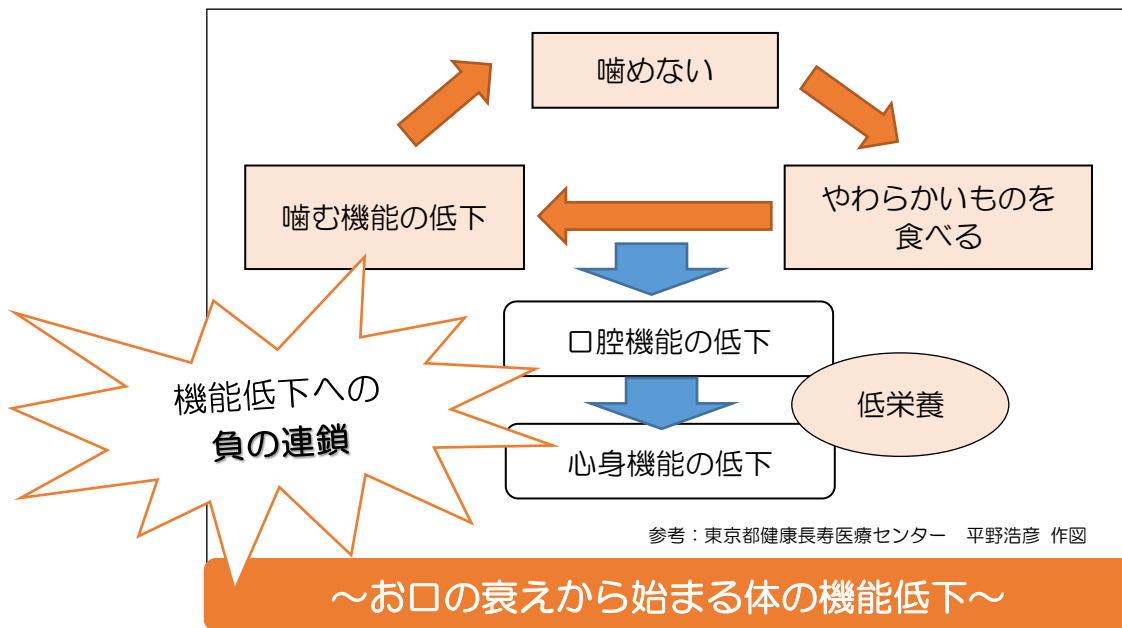 噛めない
やわらかいものを
食べる
噛む機能の低下
口腔機能の低下
低栄養
心身機能の低下
機能低下への
負の連鎖
参考：東京都健康長寿医療センター　平野浩彦 作図
～お口の衰えから始まる体の機能低下～